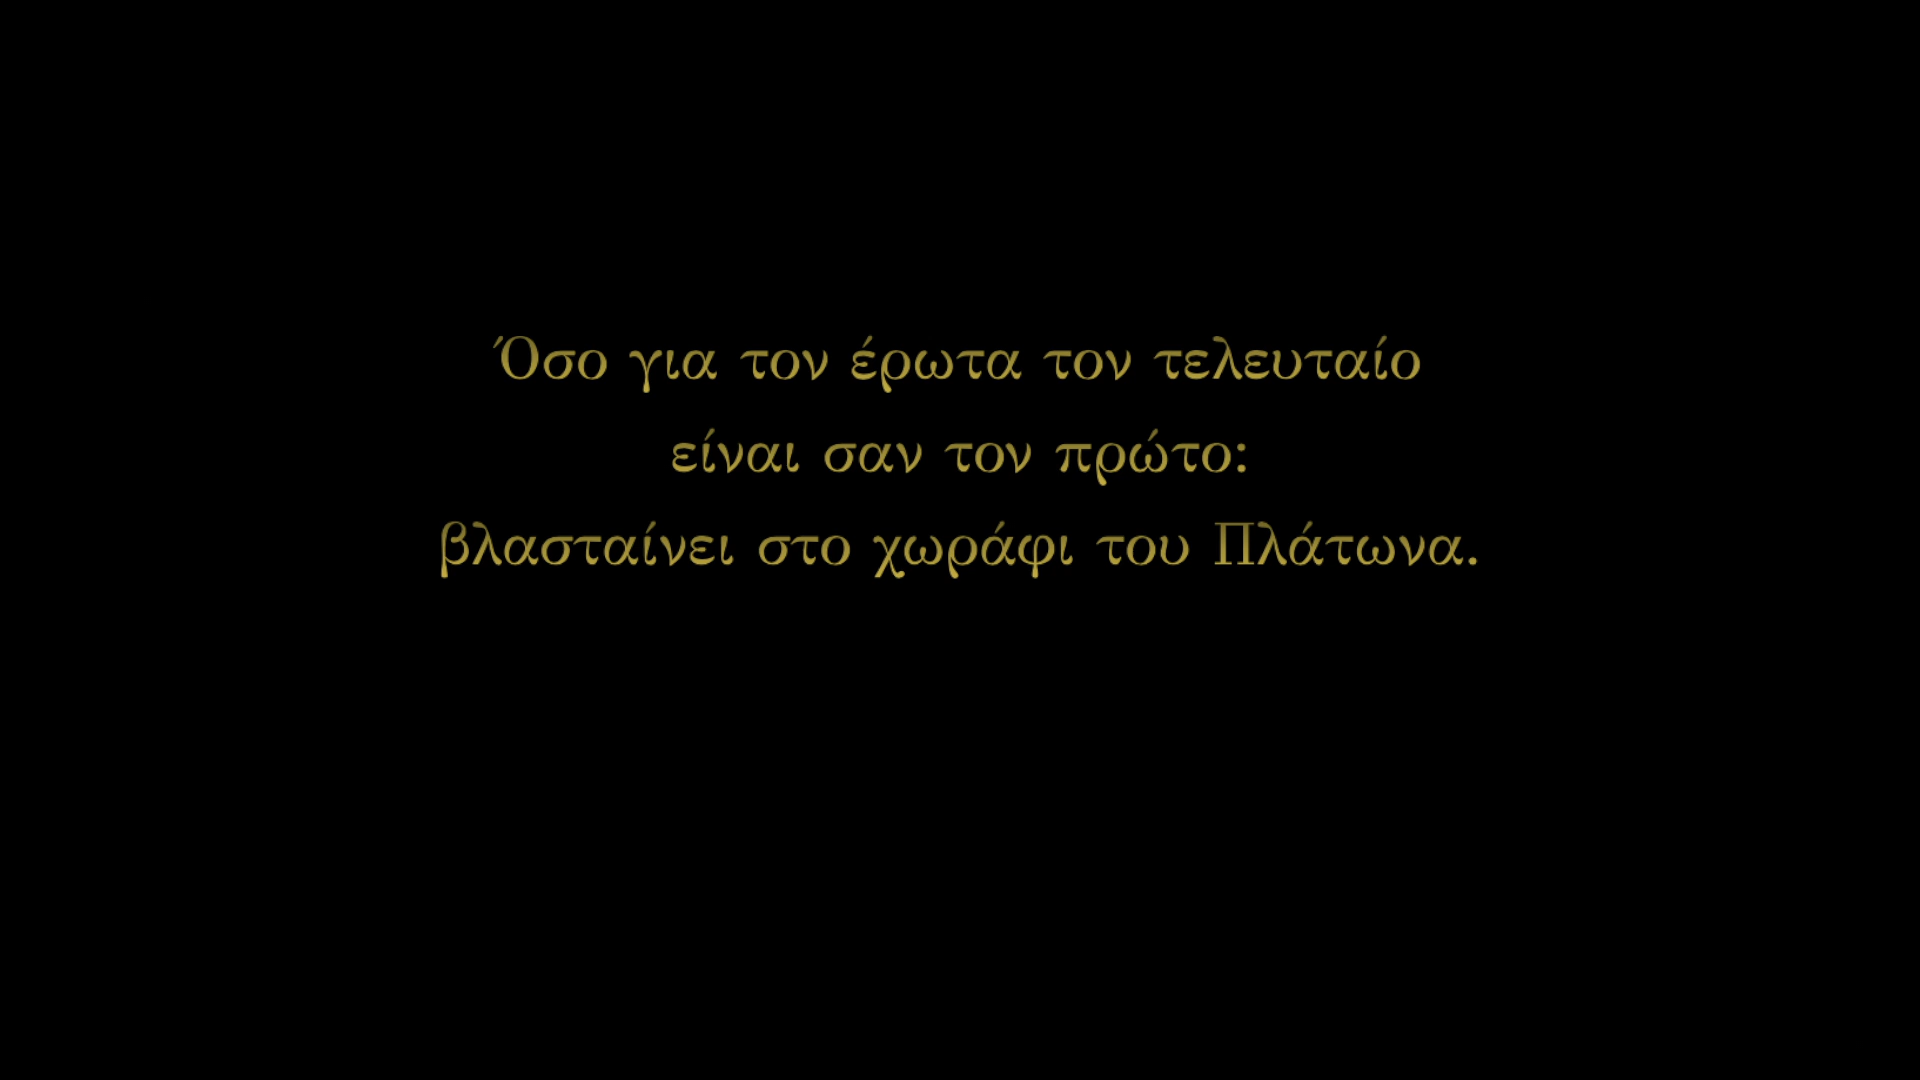 Όσο για τον έρωτα τον τελευταίο
είναι σαν τον πρώτο:
βλασταίνει στο χωράφι του Πλάτωνα.